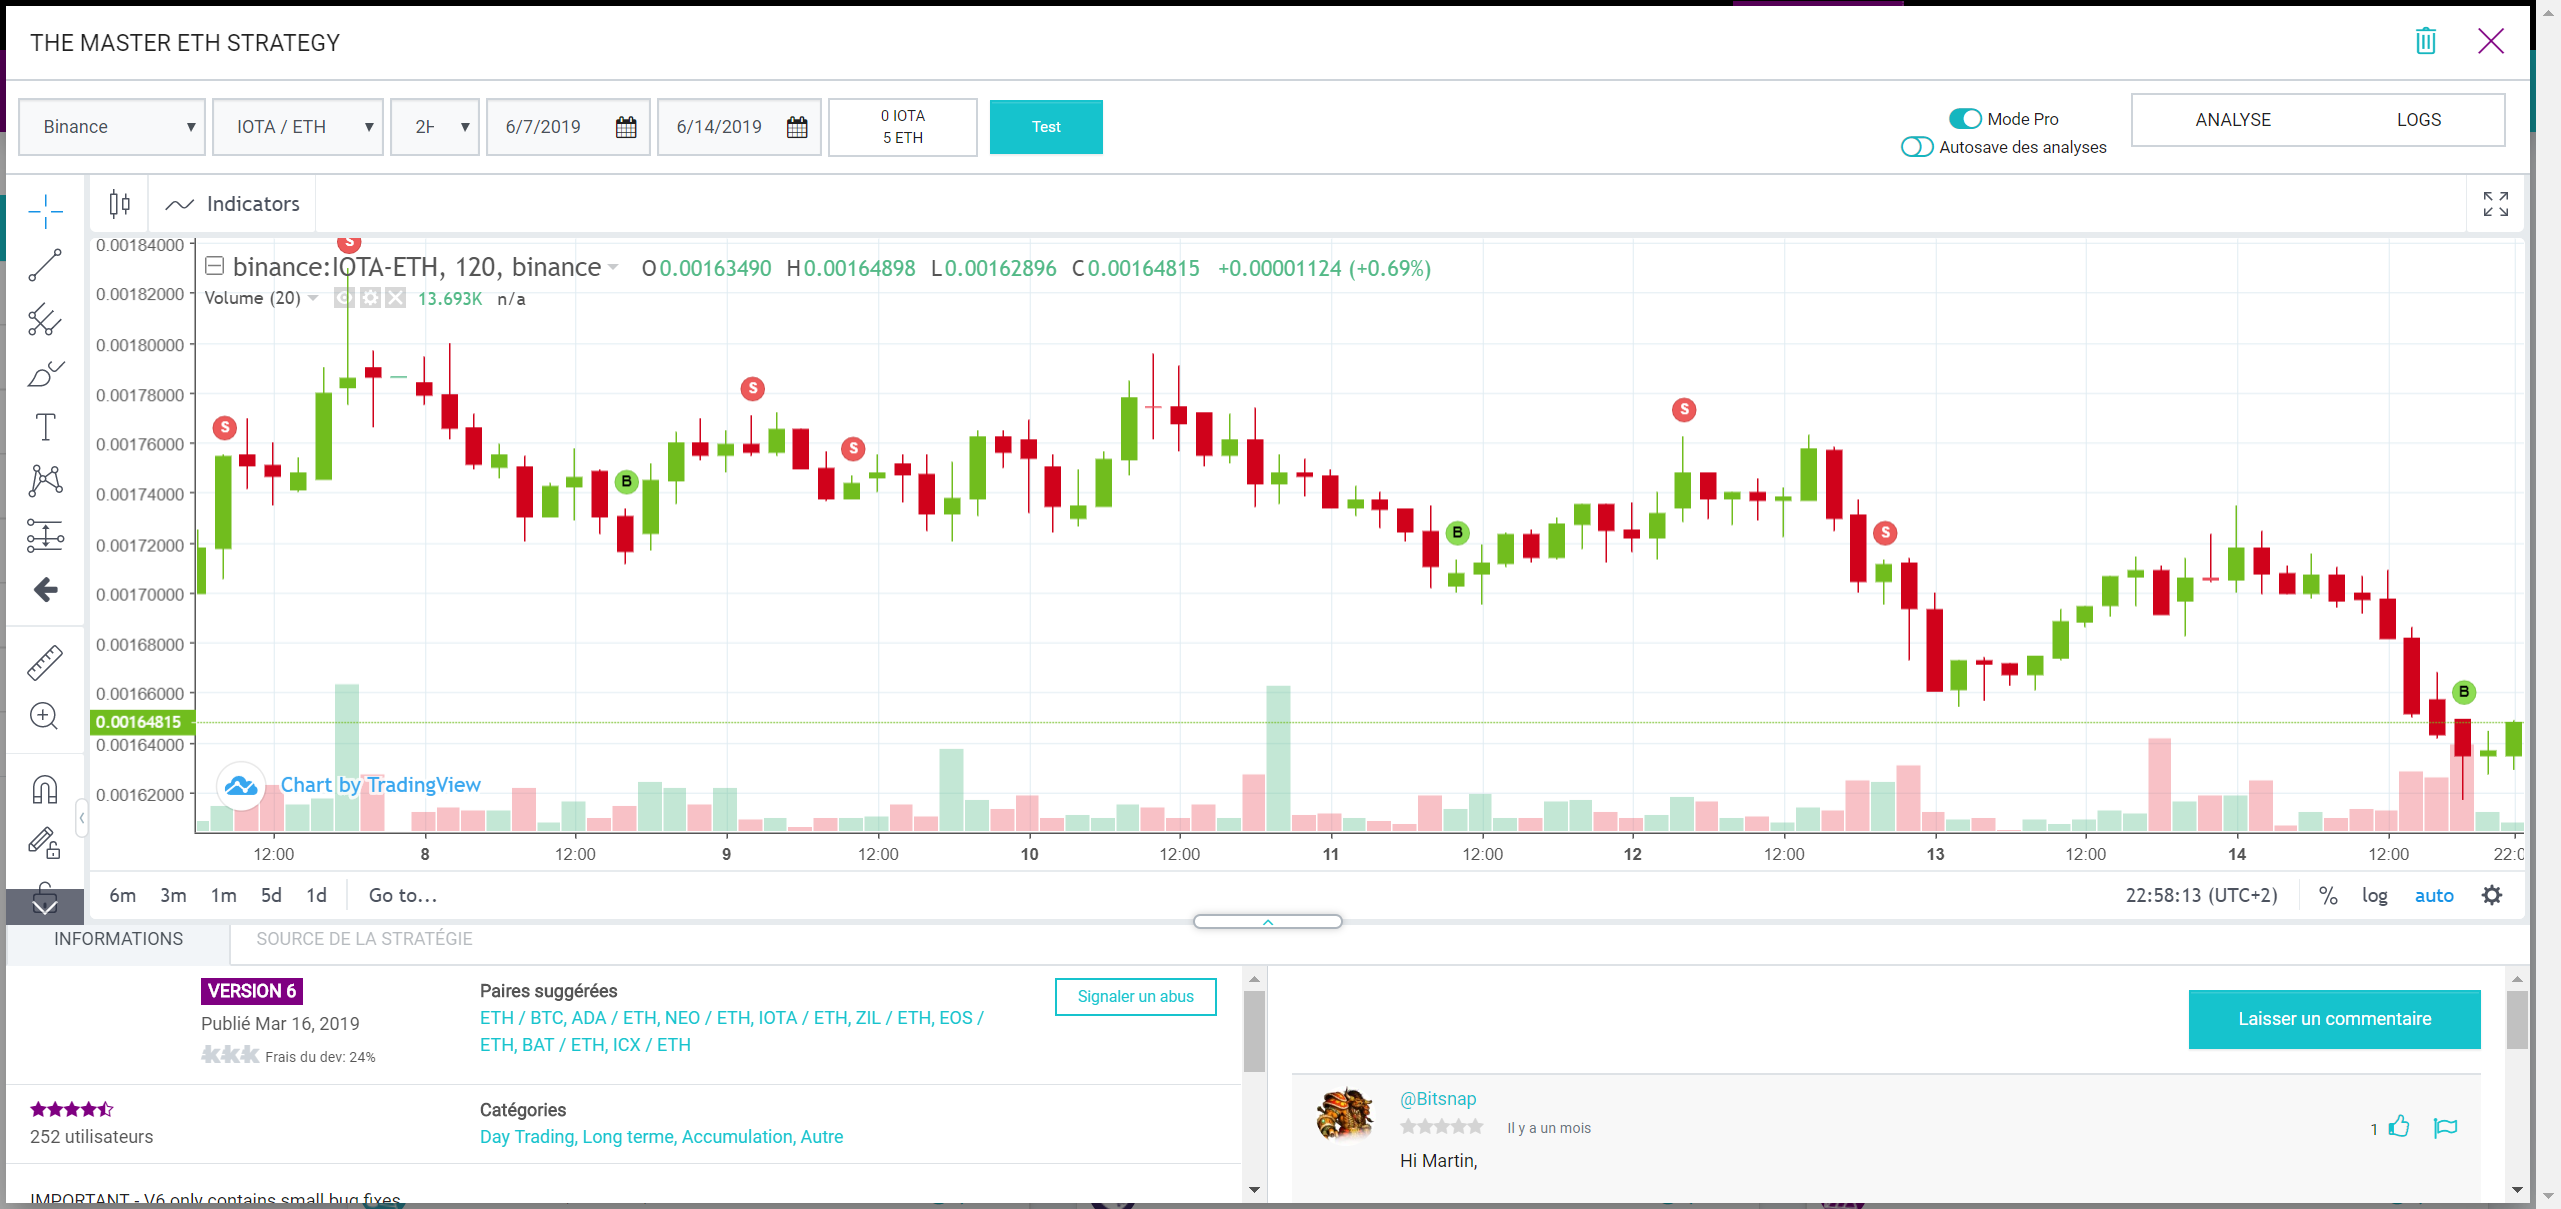 THE MASTER ETH STRATEGY
Binance
IOTA / ETH
6/7/2019
6/14/2019
0 IOTA
5 ETH
Test
Mode Pro
Autosave des analyses
ANALYSE
LOGS
Indicators
binance:IOTA-ETH, 120, binance O0.00163490 H0.00164898 L0.00162896 C0.00164815 +0.00001124 (+0.69%)
Volume (20) 13.693K n/a
0.00184000
0.00182000
0.00180000
0.00178000
0.00176000
0.00174000
0.00172000
0.00170000
0.00168000
0.00166000
0.00164815
0.00164000
0.00162000
S
S
B
S
S
B
S
S
B
Chart by TradingView
12:00 8 12:00 9 12:00 10 12:00 11 12:00 12 12:00 13 12:00 14 12:00
6m 3m 1m 5d 1d Go to...
22:58:13 (UTC+2) % log auto
INFORMATIONS
SOURCE DE LA STRATÉGIE
VERSION 6
Publié Mar 16, 2019
Frais du dev: 24%
Paires suggérées
ETH / BTC, ADA / ETH, NEO / ETH, IOTA / ETH, ZIL / ETH, EOS /
ETH, BAT / ETH, ICX / ETH
Signaler un abus
252 utilisateurs
Catégories
Day Trading, Long terme, Accumulation, Autre
IMPORTANT - V6 only contains small bug fixes
Laisser un commentaire
@Bitsnap
Il y a un mois
1
Hi Martin,